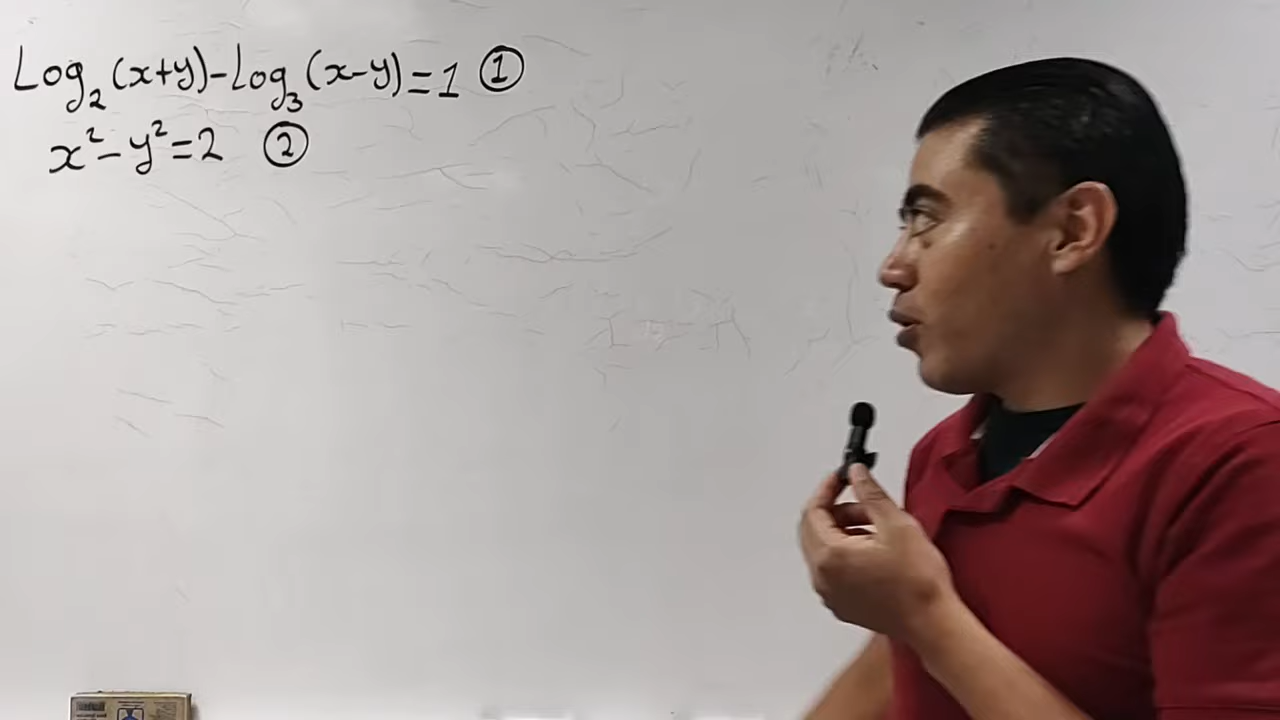 Log₂(x+y)-Log₃(x-y)=1 ①
x²-y²=2 ②